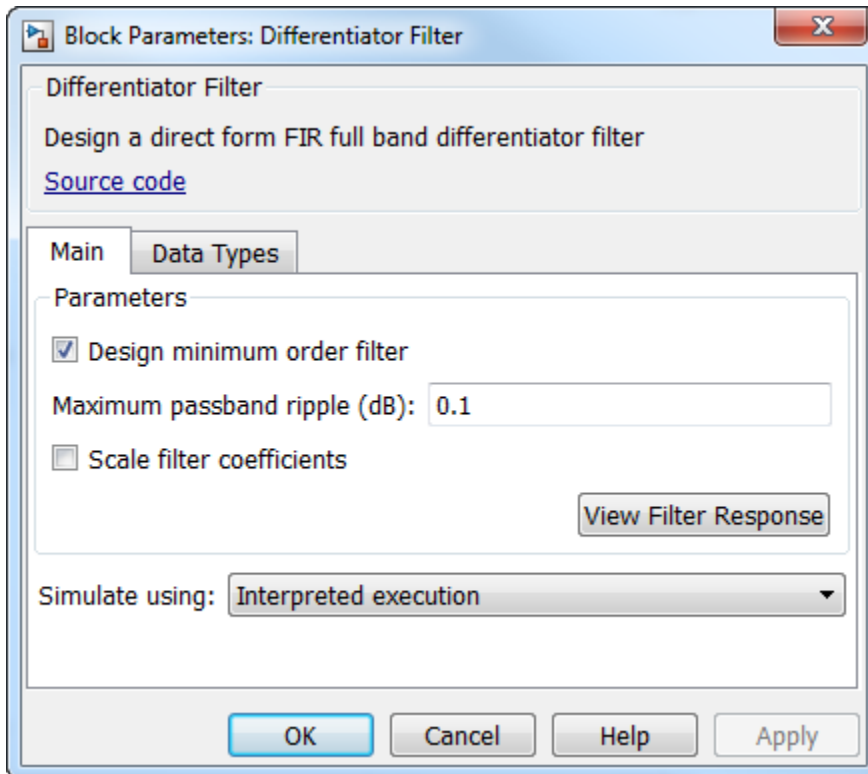 Block Parameters: Differentiator Filter
Differentiator Filter
Design a direct form FIR full band differentiator filter
Source code
Main Data Types
Parameters
Design minimum order filter
Maximum passband ripple (dB): 0.1
Scale filter coefficients
View Filter Response
Simulate using: Interpreted execution
OK Cancel Help Apply